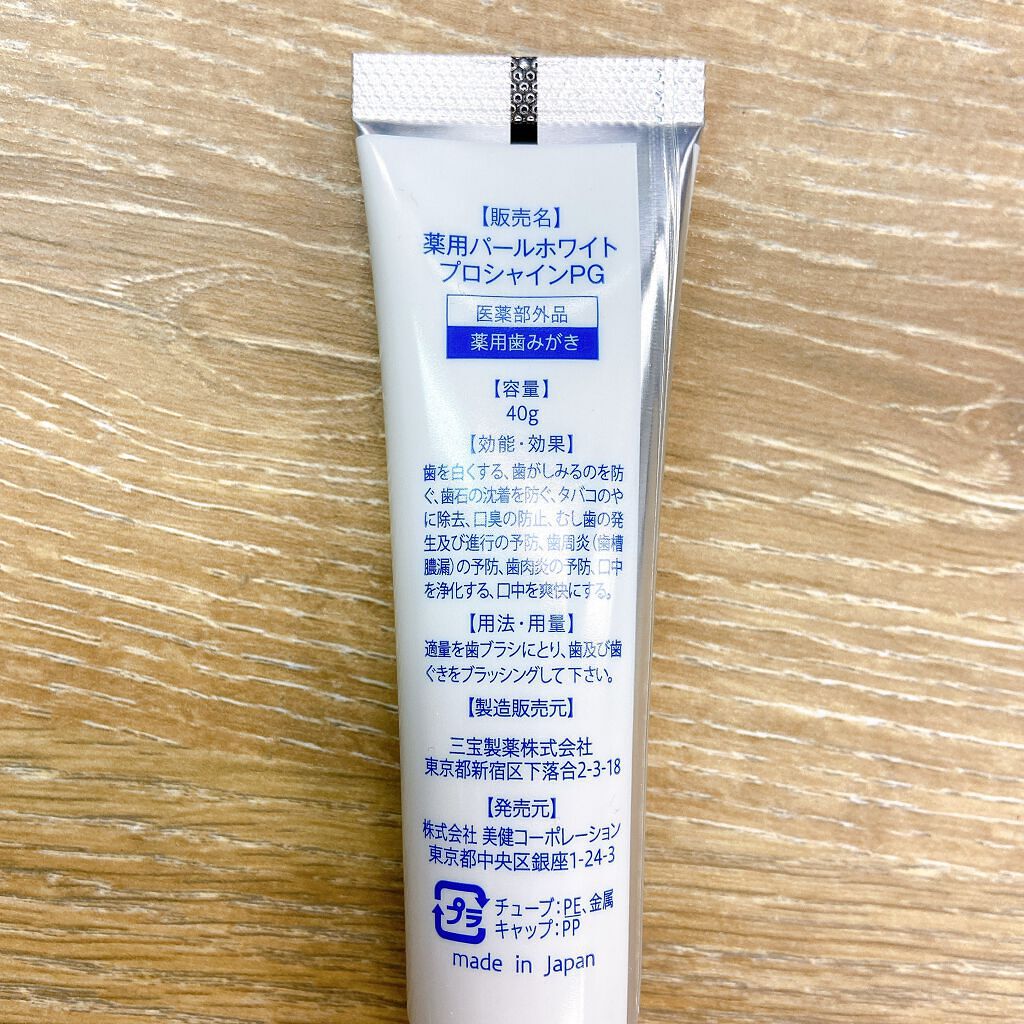 【販売名】
薬用パールホワイト
プロシャインPG
医薬部外品
薬用歯みがき
【容量】
40g
【効能・効果】
歯を白くする、歯がしみるのを防
ぐ、歯石の沈着を防ぐ、タバコのや
に除去、口臭の防止、むし歯の発
生及び進行の予防、歯周炎(歯槽
膿漏)の予防、歯肉炎の予防、口中
を浄化する、口中を爽快にする。
【用法・用量】
適量を歯ブラシにとり、歯及び歯
ぐきをブラッシングして下さい。
【製造販売元】
三宝製薬株式会社
東京都新宿区下落合2-3-18
【発売元】
株式会社 美健コーポレーション
東京都中央区銀座1-24-3
プラ
チューブ:PE、金属
キャップ:PP
made in Japan